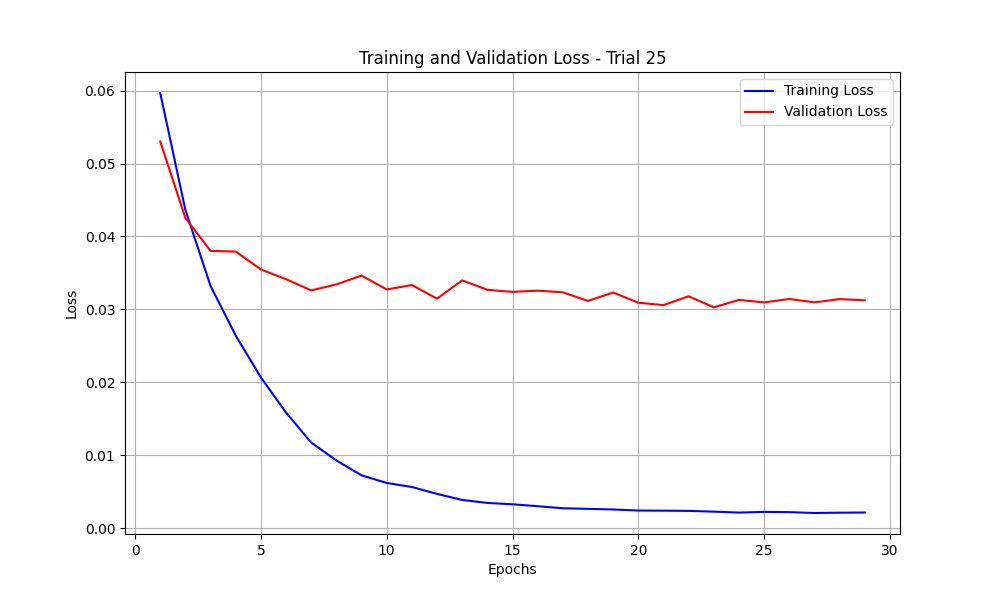 Training and Validation Loss - Trial 25
Training Loss
Validation Loss
Loss
0.06
0.05
0.04
0.03
0.02
0.01
0.00
0 5 10 15 20 25 30
Epochs